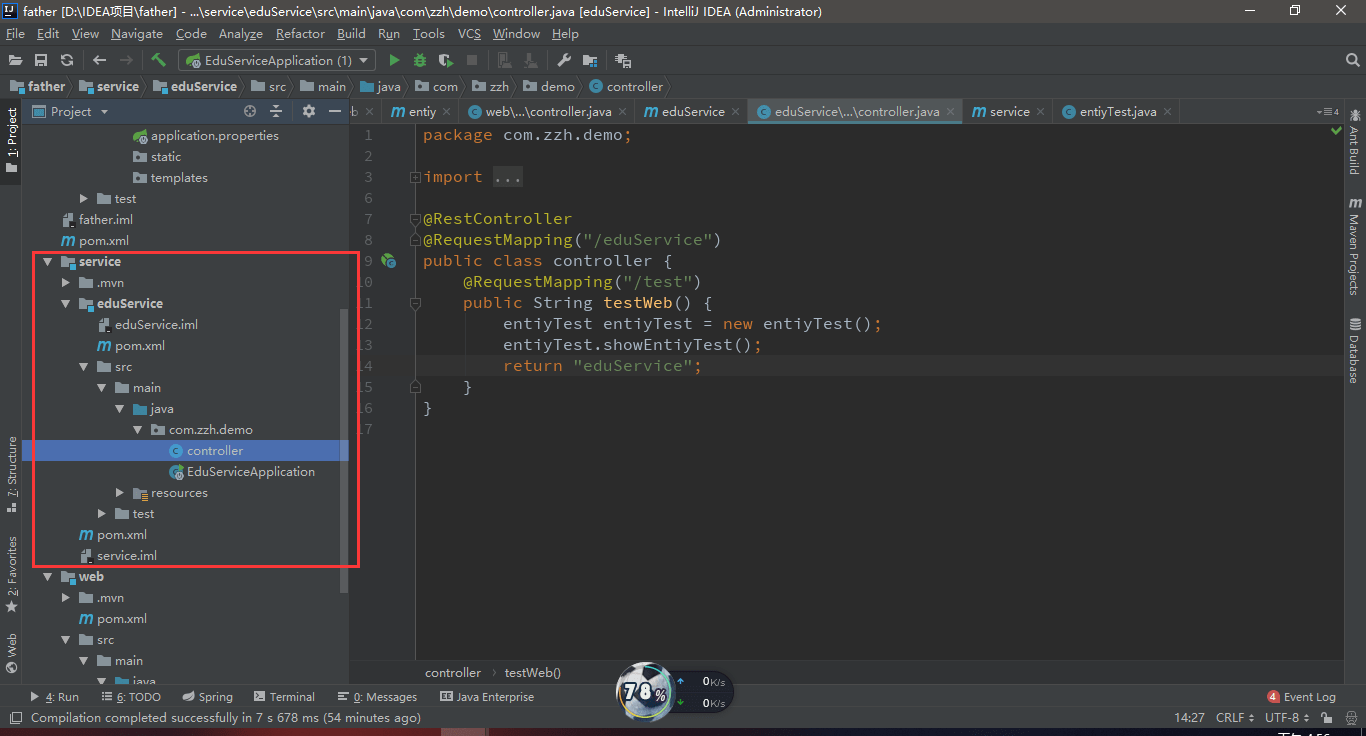 father [D:\IDEA项目\father] - ...\service\eduService\src\main\java\com\zzh\demo\controller.java [eduService] - IntelliJ IDEA (Administrator)
File Edit View Navigate Code Analyze Refactor Build Run Tools VCS Window Help
EduServiceApplication (1)
father service eduService src main java com zzh demo controller
Project
b entiy web\...\controller.java eduService eduService\...\controller.java service entiyTest.java
4
application.properties
static
templates
test
father.iml
pom.xml
service
.mvn
eduService
eduService.iml
pom.xml
src
main
java
com.zzh.demo
controller
EduServiceApplication
resources
test
pom.xml
service.iml
web
.mvn
pom.xml
src
main
java
1 package com.zzh.demo;
2
3 import ...
6
7 @RestController
8 @RequestMapping("/eduService")
9 public class controller {
10 @RequestMapping("/test")
11 public String testWeb() {
12 entiyTest entiyTest = new entiyTest();
13 entiyTest.showEntiyTest();
14 return "eduService";
15 }
16 }
17
controller testWeb()
1: Project
7: Structure
2: Favorites
Web
Ant Build
Maven Projects
Database
78%
0K/s
0K/s
4: Run 6: TODO Spring Terminal 0: Messages Java Enterprise 4 Event Log
Compilation completed successfully in 7 s 678 ms (54 minutes ago) 14:27 CRLF UTF-8